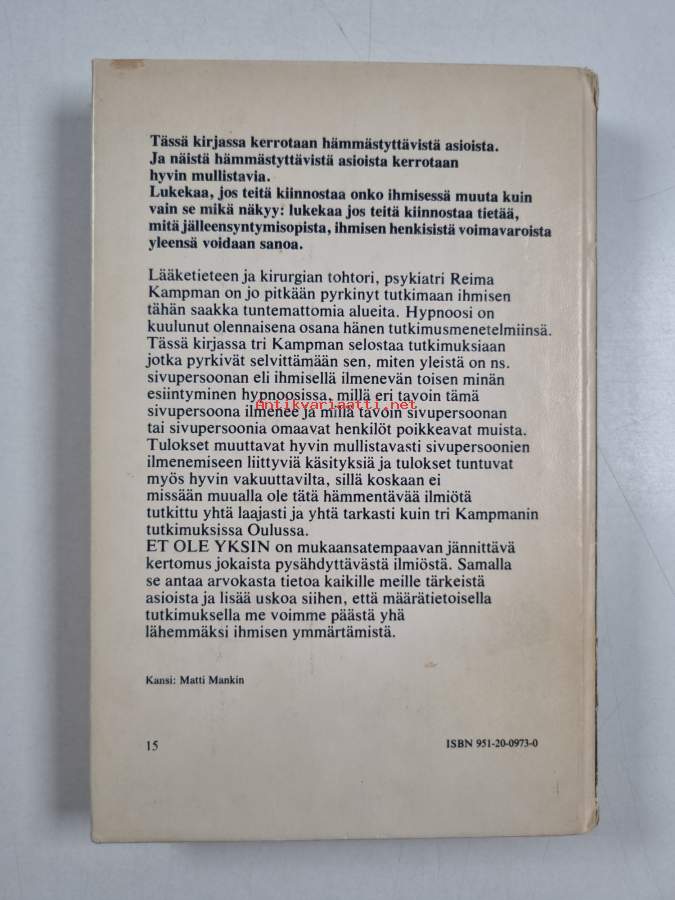 Tässä kirjassa kerrotaan hämmästyttävistä asioista.
Ja näistä hämmästyttävistä asioista kerrotaan
hyvin mullistavia.
Lukekaa, jos teitä kiinnostaa onko ihmisessä muuta kuin
vain se mikä näkyy: lukekaa jos teitä kiinnostaa tietää,
mitä jälleensyntymisopista, ihmisen henkisistä voimavaroista
yleensä voidaan sanoa.
Lääketieteen ja kirurgian tohtori, psykiatri Reima
Kampman on jo pitkään pyrkinyt tutkimaan ihmisen
tähän saakka tuntemattomia alueita. Hypnoosi on
kuulunut olennaisena osana hänen tutkimusmenetelmiinsä.
Tässä kirjassa tri Kampman selostaa tutkimuksiaan
jotka pyrkivät selvittämään sen, miten yleistä on ns.
sivupersoonan eli ihmisellä ilmenevän toisen minän
esiintyminen hypnoosissa, millä eri tavoin tämä
Antikvariaatti.net
sivupersoona ilmenee ja millä tavoin sivupersoonan
tai sivupersoonia omaavat henkilöt poikkeavat muista.
Tulokset muuttavat hyvin mullistavasti sivupersoonien
ilmenemiseen liittyviä käsityksiä ja tulokset tuntuvat
myös hyvin vakuuttavilta, sillä koskaan ei
missään muualla ole tätä hämmentävää ilmiötä
tutkittu yhtä laajasti ja yhtä tarkasti kuin tri Kampmanin
tutkimuksissa Oulussa.
ET OLE YKSIN on mukaansatempaavan jännittävä
kertomus jokaista pysähdyttävästä ilmiöstä. Samalla
se antaa arvokasta tietoa kaikille meille tärkeistä
asioista ja lisää uskoa siihen, että määrätietoisella
tutkimuksella me voimme päästä yhä
lähemmäksi ihmisen ymmärtämistä.
Kansi: Matti Mankin
15
ISBN 951-20-0973-0